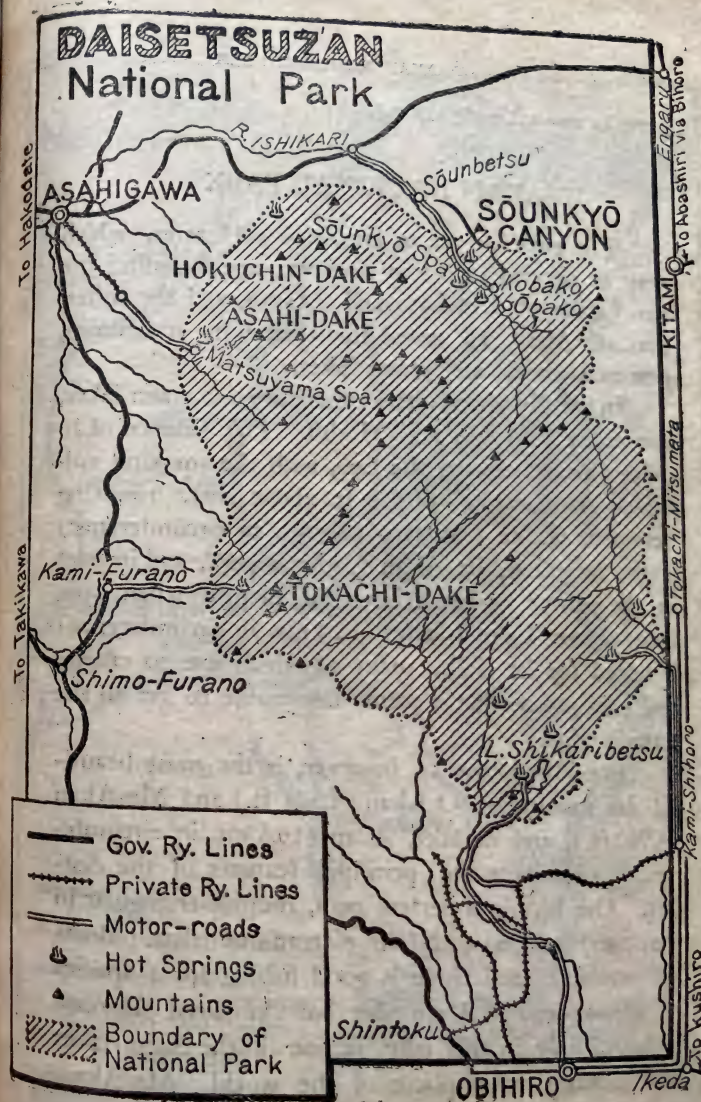 DAISETSUZAN
National Park
R. ISHIKARI
Engaru
To Abashiri via Bihoro
To Hakodate
ASAHIGAWA
Sōunbetsu
SŌUNKYŌ
CANYON
Sōunkyō Spa
HOKUCHIN-DAKE
Kobako
Ōbako
KITAMI
ASAHI-DAKE
Matsuyama Spa
Tokachi-Mitsumata
To Takikawa
Kami-Furano
TOKACHI-DAKE
Shimo-Furano
L. Shikaribetsu
Kami-Shihoro
Gov. Ry. Lines
Private Ry. Lines
Motor-roads
Hot Springs
Mountains
Boundary of
National Park
Shintoku
OBIHIRO
Ikeda
To Kushiro